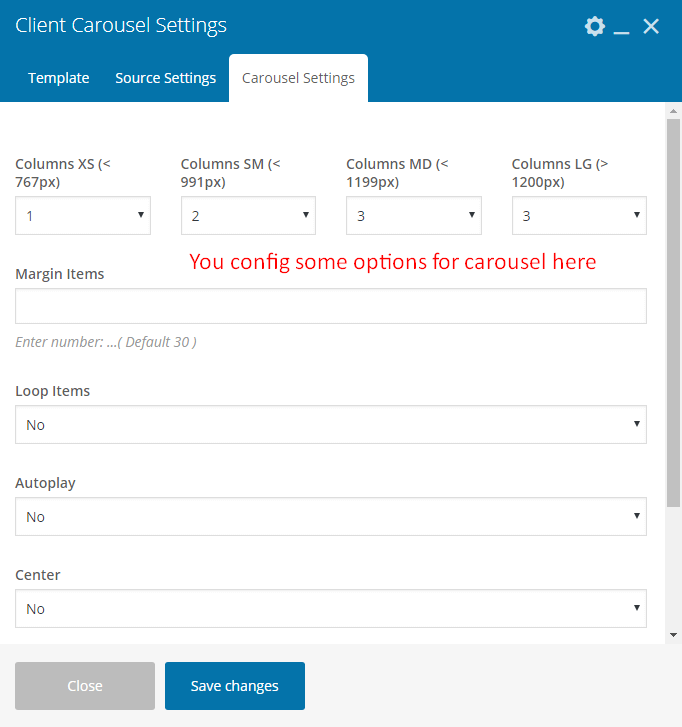 Client Carousel Settings
Template Source Settings Carousel Settings
Columns XS (< 767px) Columns SM (< 991px) Columns MD (< 1199px) Columns LG (> 1200px)
1 2 3 3
You config some options for carousel here
Margin Items
Enter number: ...( Default 30 )
Loop Items
No
Autoplay
No
Center
No
Close Save changes